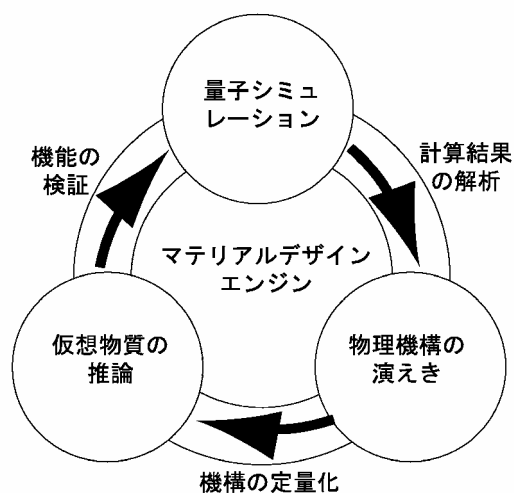 量子シミュ
レーション
機能の
検証
計算結果
の解析
マテリアルデザイン
エンジン
仮想物質の
推論
物理機構の
演えき
機構の定量化